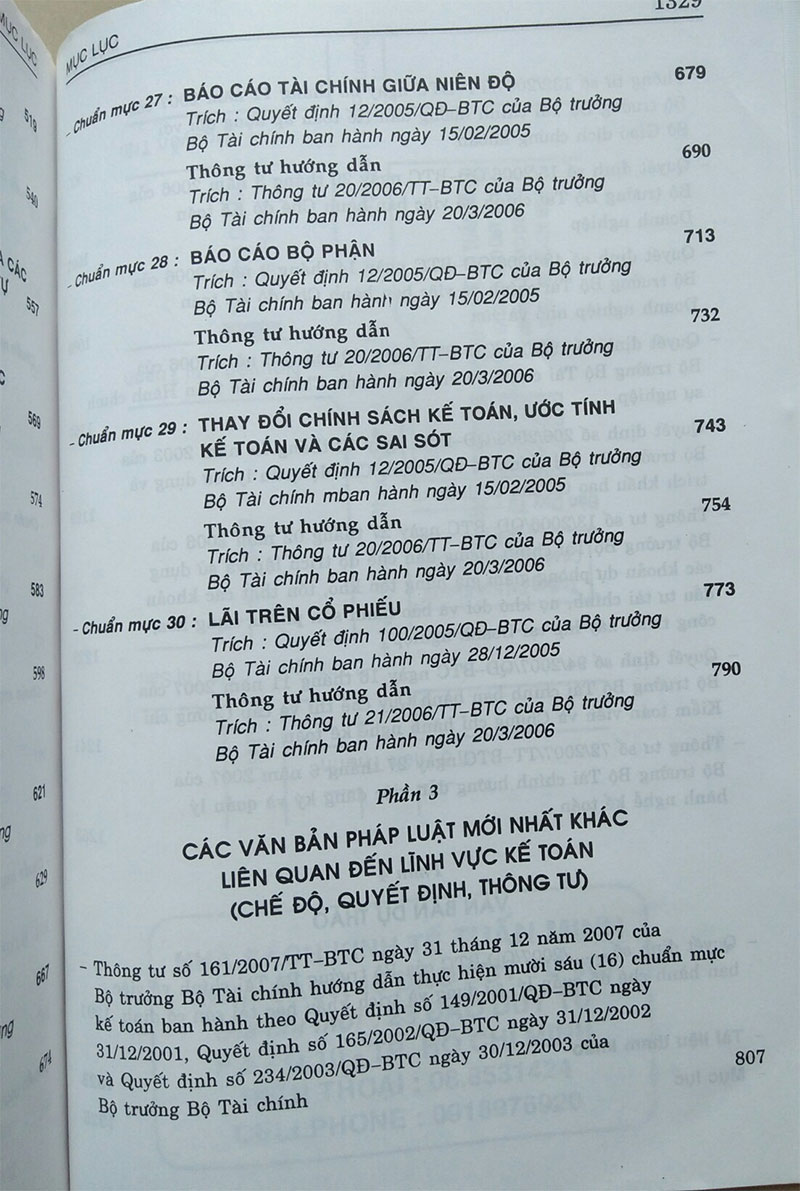 1329
MỤC LỤC
- Chuẩn mực 27 : BÁO CÁO TÀI CHÍNH GIỮA NIÊN ĐỘ 679
Trích : Quyết định 12/2005/QĐ–BTC của Bộ trưởng
Bộ Tài chính ban hành ngày 15/02/2005
Thông tư hướng dẫn 690
Trích : Thông tư 20/2006/TT–BTC của Bộ trưởng
Bộ Tài chính ban hành ngày 20/3/2006
- Chuẩn mực 28 : BÁO CÁO BỘ PHẬN 713
Trích : Quyết định 12/2005/QĐ–BTC của Bộ trưởng
Bộ Tài chính ban hành ngày 15/02/2005
Thông tư hướng dẫn 732
Trích : Thông tư 20/2006/TT–BTC của Bộ trưởng
Bộ Tài chính ban hành ngày 20/3/2006
- Chuẩn mực 29 : THAY ĐỔI CHÍNH SÁCH KẾ TOÁN, ƯỚC TÍNH 743
KẾ TOÁN VÀ CÁC SAI SÓT
Trích : Quyết định 12/2005/QĐ–BTC của Bộ trưởng
Bộ Tài chính mban hành ngày 15/02/2005
Thông tư hướng dẫn 754
Trích : Thông tư 20/2006/TT–BTC của Bộ trưởng
Bộ Tài chính ban hành ngày 20/3/2006
- Chuẩn mực 30 : LÃI TRÊN CỔ PHIẾU 773
Trích : Quyết định 100/2005/QĐ–BTC của Bộ trưởng
Bộ Tài chính ban hành ngày 28/12/2005
Thông tư hướng dẫn 790
Trích : Thông tư 21/2006/TT–BTC của Bộ trưởng
Bộ Tài chính ban hành ngày 20/3/2006
Phần 3
CÁC VĂN BẢN PHÁP LUẬT MỚI NHẤT KHÁC
LIÊN QUAN ĐẾN LĨNH VỰC KẾ TOÁN
(CHẾ ĐỘ, QUYẾT ĐỊNH, THÔNG TƯ)
- Thông tư số 161/2007/TT–BTC ngày 31 tháng 12 năm 2007 của
Bộ trưởng Bộ Tài chính hướng dẫn thực hiện mười sáu (16) chuẩn mực
kế toán ban hành theo Quyết định số 149/2001/QĐ–BTC ngày
31/12/2001, Quyết định số 165/2002/QĐ–BTC ngày 31/12/2002
và Quyết định số 234/2003/QĐ–BTC ngày 30/12/2003 của
Bộ trưởng Bộ Tài chính 807
MỤC LỤC
519
540
CÁC
557
569
574
583
598
621
629
667
674